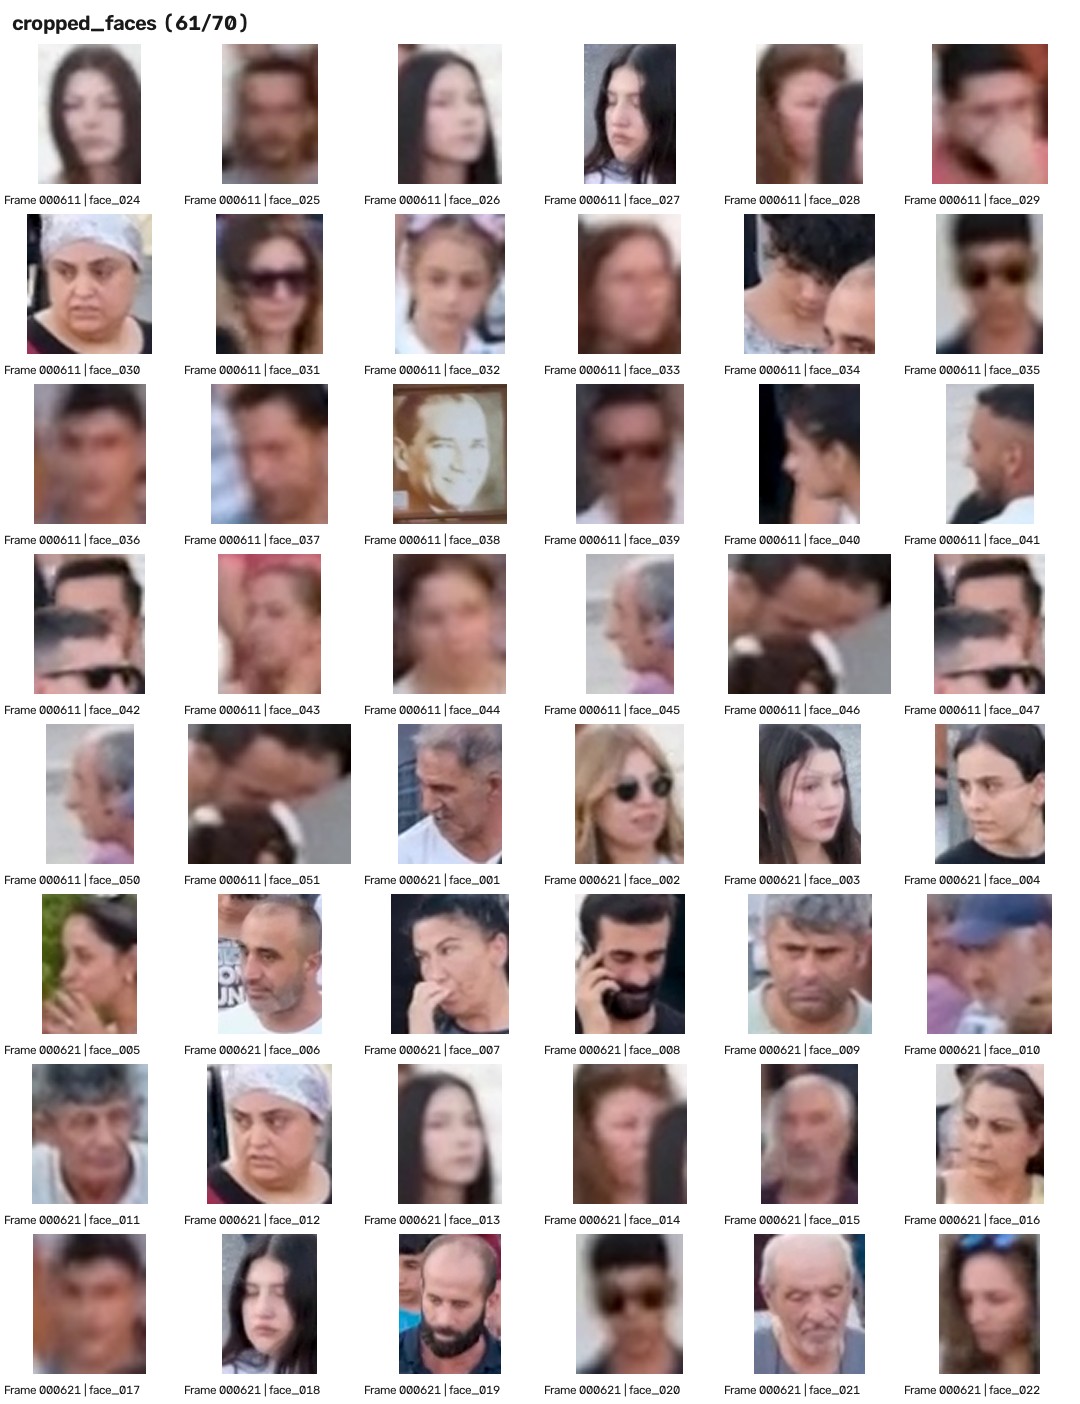 cropped_faces (61/70)
Frame 000611 | face_024
Frame 000611 | face_025
Frame 000611 | face_026
Frame 000611 | face_027
Frame 000611 | face_028
Frame 000611 | face_029
Frame 000611 | face_030
Frame 000611 | face_031
Frame 000611 | face_032
Frame 000611 | face_033
Frame 000611 | face_034
Frame 000611 | face_035
Frame 000611 | face_036
Frame 000611 | face_037
Frame 000611 | face_038
Frame 000611 | face_039
Frame 000611 | face_040
Frame 000611 | face_041
Frame 000611 | face_042
Frame 000611 | face_043
Frame 000611 | face_044
Frame 000611 | face_045
Frame 000611 | face_046
Frame 000611 | face_047
Frame 000611 | face_050
Frame 000611 | face_051
Frame 000621 | face_001
Frame 000621 | face_002
Frame 000621 | face_003
Frame 000621 | face_004
Frame 000621 | face_005
Frame 000621 | face_006
Frame 000621 | face_007
Frame 000621 | face_008
Frame 000621 | face_009
Frame 000621 | face_010
Frame 000621 | face_011
Frame 000621 | face_012
Frame 000621 | face_013
Frame 000621 | face_014
Frame 000621 | face_015
Frame 000621 | face_016
Frame 000621 | face_017
Frame 000621 | face_018
Frame 000621 | face_019
Frame 000621 | face_020
Frame 000621 | face_021
Frame 000621 | face_022